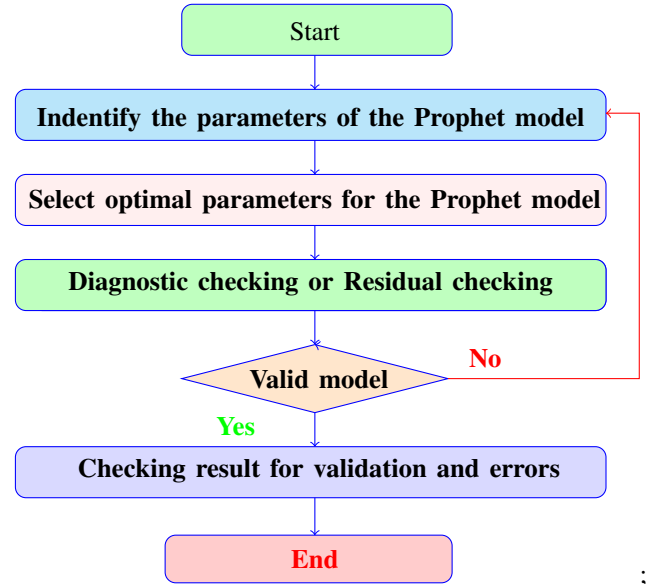 Start
Indentify the parameters of the Prophet model
Select optimal parameters for the Prophet model
Diagnostic checking or Residual checking
Valid model
No
Yes
Checking result for validation and errors
End
;